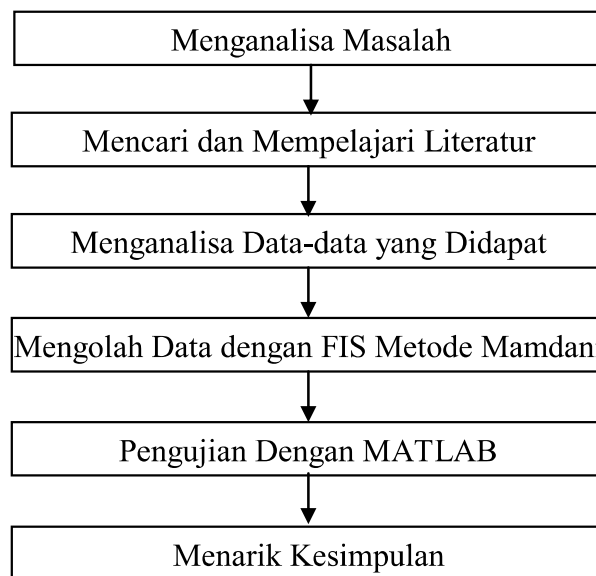 Menganalisa Masalah
Mencari dan Mempelajari Literatur
Menganalisa Data-data yang Didapat
Mengolah Data dengan FIS Metode Mamdani
Pengujian Dengan MATLAB
Menarik Kesimpulan